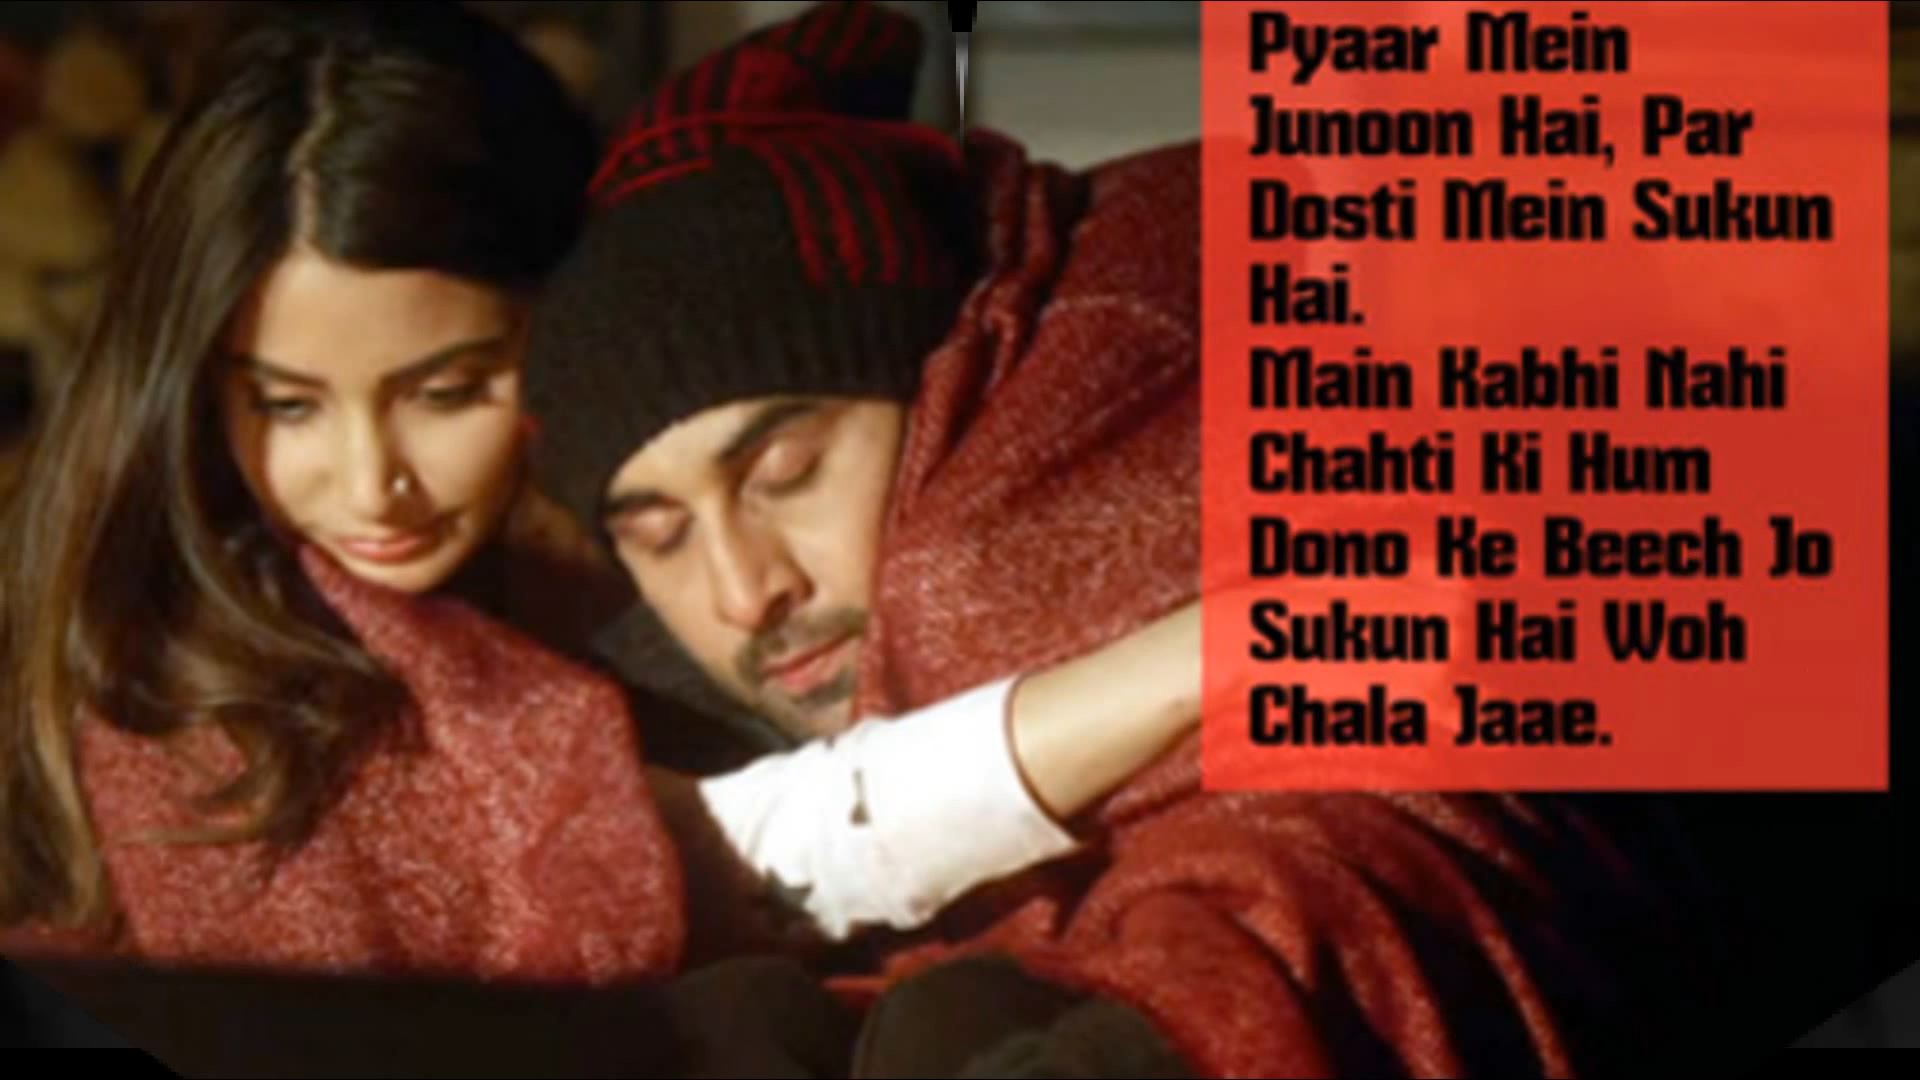 Pyaar Mein
Junoon Hai, Par
Dosti Mein Sukun
Hai.
Main Kabhi Nahi
Chahti Ki Hum
Dono Ke Beech Jo
Sukun Hai Woh
Chala Jaae.